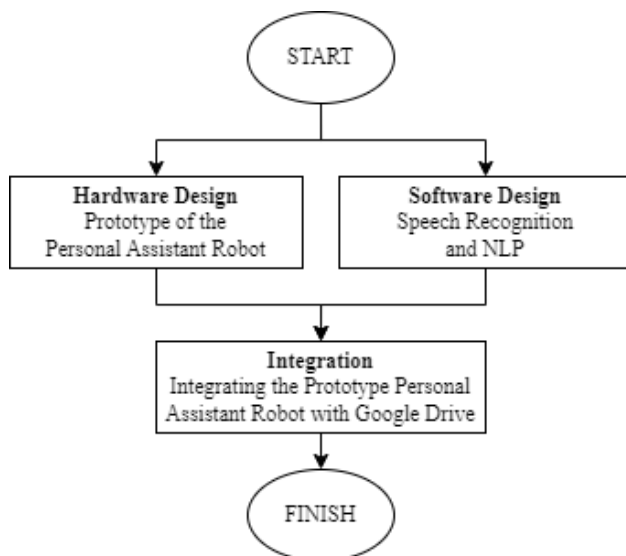 START
Hardware Design
Prototype of the
Personal Assistant Robot
Software Design
Speech Recognition
and NLP
Integration
Integrating the Prototype Personal
Assistant Robot with Google Drive
FINISH